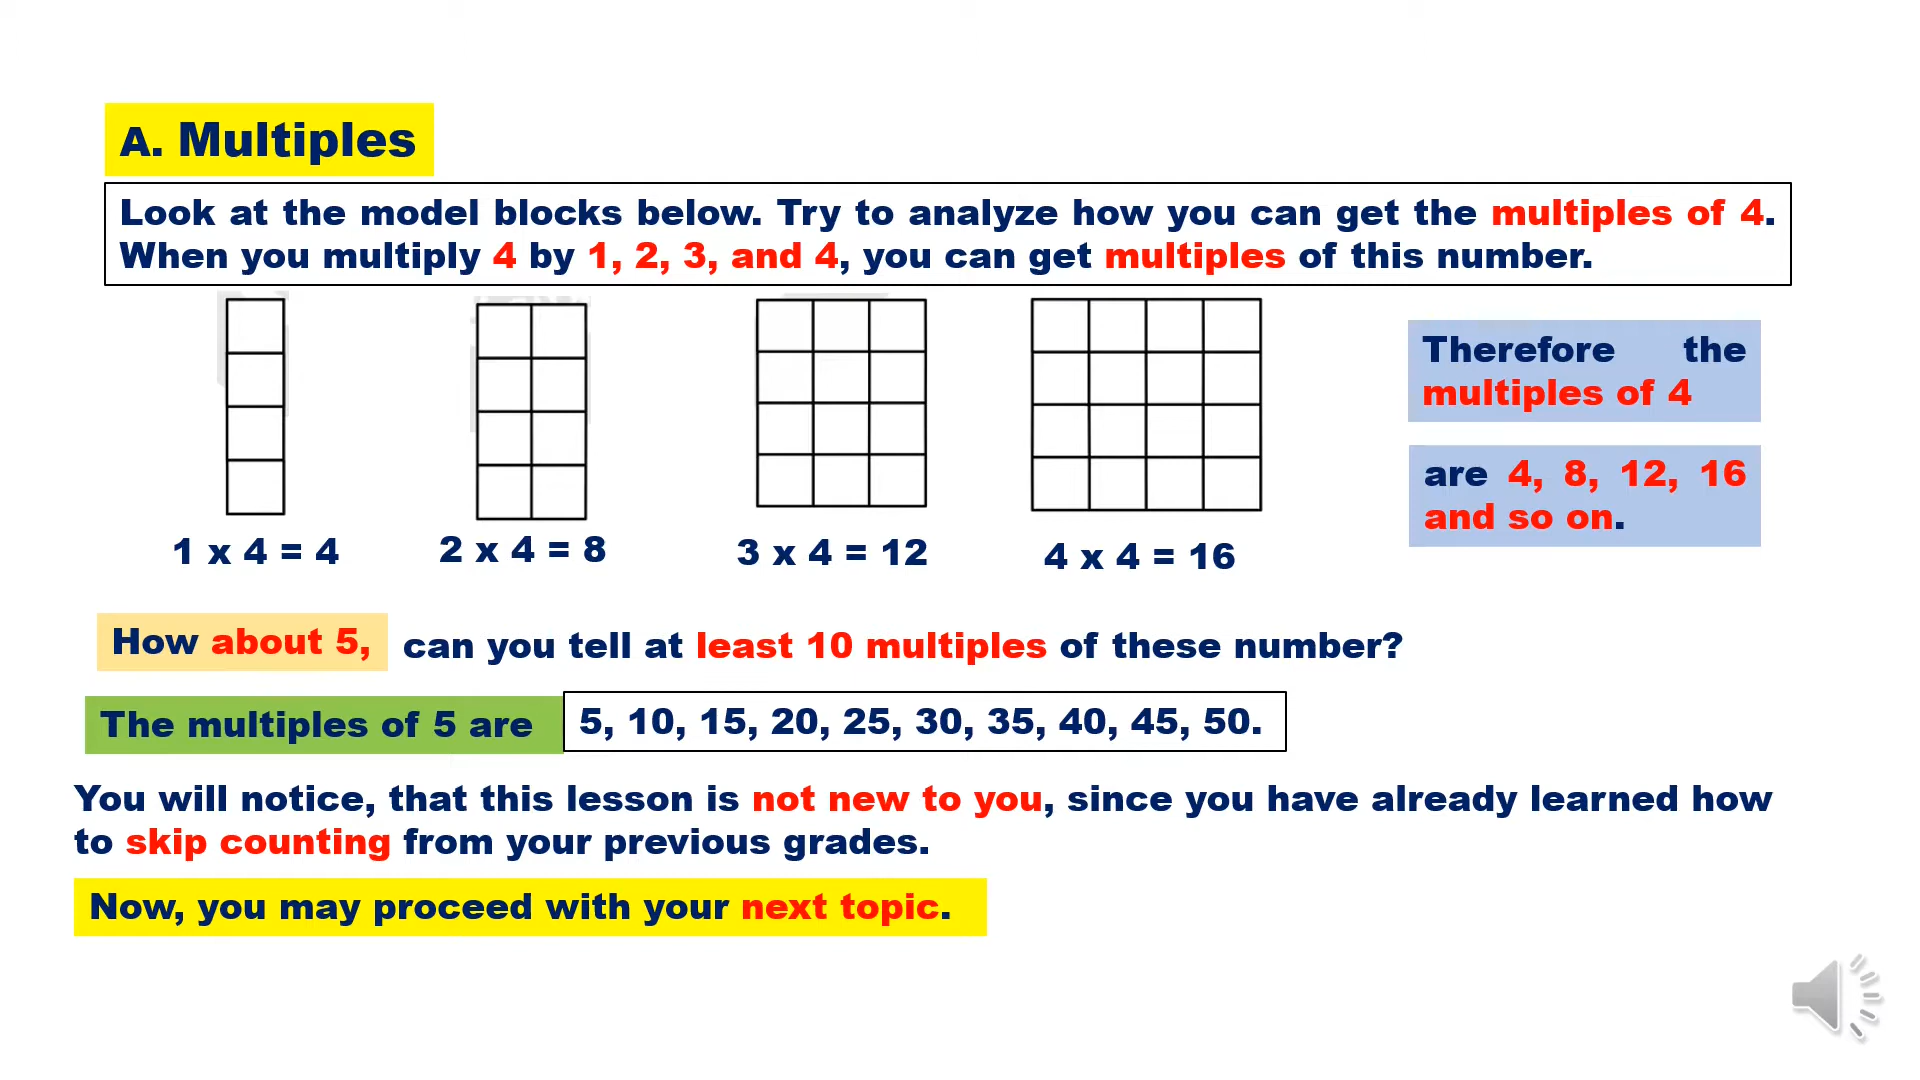 A. Multiples
Look at the model blocks below. Try to analyze how you can get the multiples of 4.
When you multiply 4 by 1, 2, 3, and 4, you can get multiples of this number.
Therefore the
multiples of 4
are 4, 8, 12, 16
and so on.
1 x 4 = 4
2 x 4 = 8
3 x 4 = 12
4 x 4 = 16
How about 5, can you tell at least 10 multiples of these number?
The multiples of 5 are 5, 10, 15, 20, 25, 30, 35, 40, 45, 50.
You will notice, that this lesson is not new to you, since you have already learned how
to skip counting from your previous grades.
Now, you may proceed with your next topic.